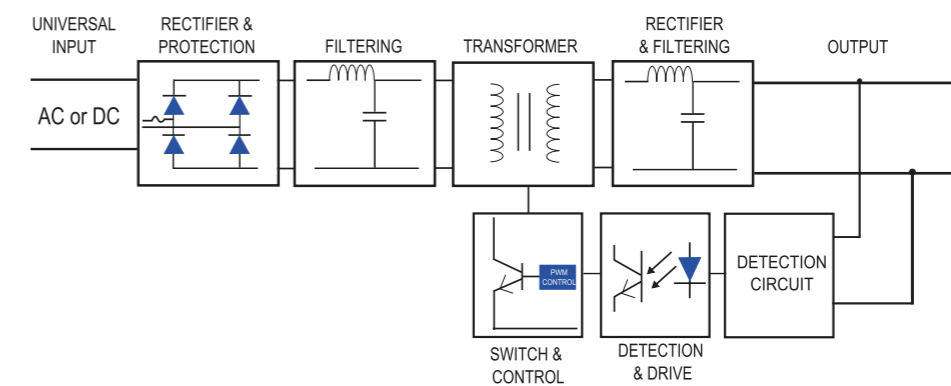 UNIVERSAL
INPUT
RECTIFIER &
PROTECTION
FILTERING
TRANSFORMER
RECTIFIER
& FILTERING
OUTPUT
AC or DC
PWM
CONTROL
DETECTION
CIRCUIT
SWITCH &
CONTROL
DETECTION
& DRIVE